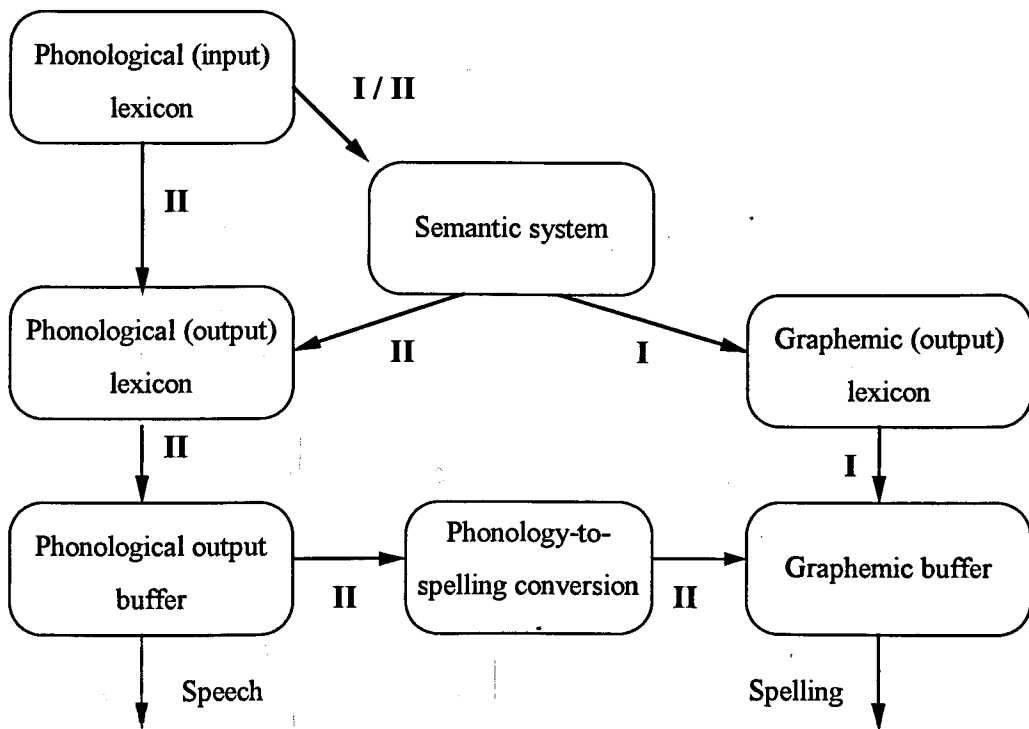 Phonological (input)
lexicon
I / II
II
Semantic system
Phonological (output)
lexicon
II
I
Graphemic (output)
lexicon
II
I
Phonological output
buffer
II
Phonology-to-
spelling conversion
II
Graphemic buffer
Speech
Spelling